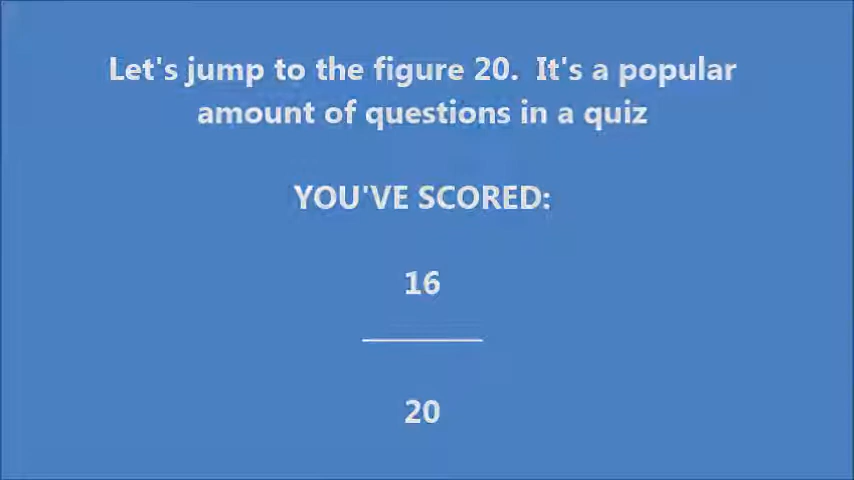 Let's jump to the figure 20.  It's a popular
amount of questions in a quiz
YOU'VE SCORED:
16
20